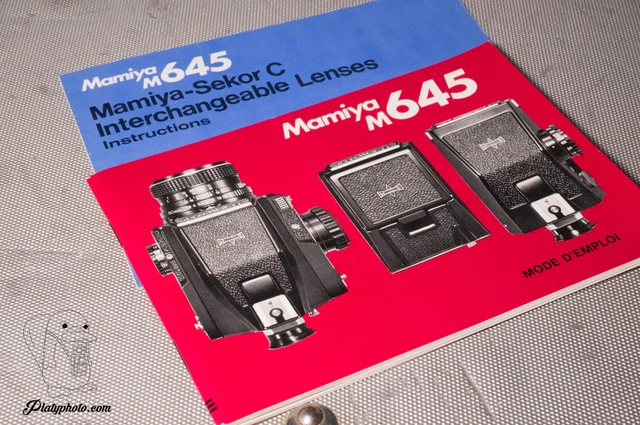 Mamiya
M645
Mamiya-Sekor C
Interchangeable Lenses
Instructions
Mamiya
M645
MODE D'EMPLOI
Platyphoto.com